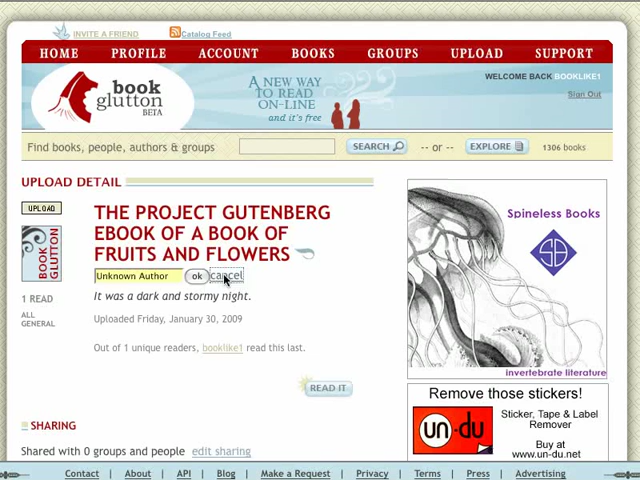 INVITE A FRIEND Catalog Feed
HOME PROFILE ACCOUNT BOOKS GROUPS UPLOAD SUPPORT
book
glutton
BETA
A NEW WAY
TO READ
ON-LINE
and it's free
WELCOME BACK BOOKLIKE1
Sign Out
Find books, people, authors & groups SEARCH -- or -- EXPLORE 1306 books
UPLOAD DETAIL
UPLOAD
BOOK
GLUTTON
1 READ
ALL
GENERAL
THE PROJECT GUTENBERG
EBOOK OF A BOOK OF
FRUITS AND FLOWERS
Unknown Author ok cancel
It was a dark and stormy night.
Uploaded Friday, January 30, 2009
Out of 1 unique readers, booklike1 read this last.
READ IT
SHARING
Shared with 0 groups and people edit sharing
Spineless Books
SB
invertebrate literature
Remove those stickers!
un-du
Sticker, Tape & Label
Remover
Buy at
www.un-du.net
Contact | About | API | Blog | Make a Request | Privacy | Terms | Press | Advertising